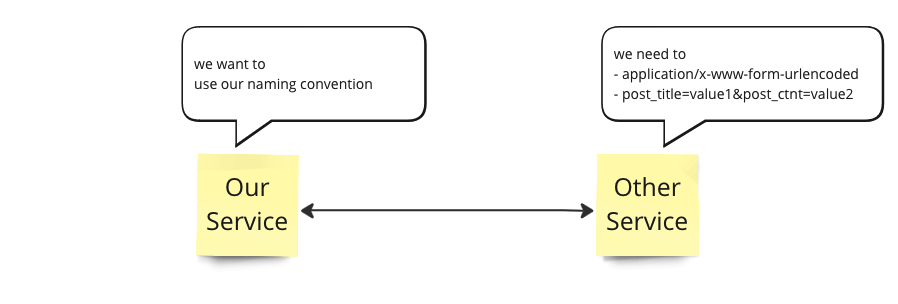 we want to
use our naming convention
we need to
- application/x-www-form-urlencoded
- post_title=value1&post_ctnt=value2
Our
Service
Other
Service